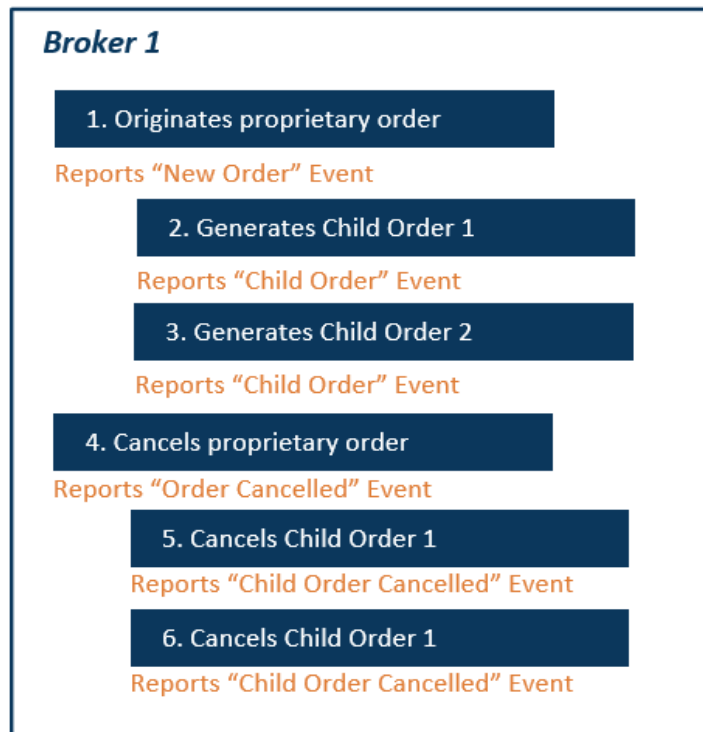 Broker 1
1. Originates proprietary order
Reports “New Order” Event
2. Generates Child Order 1
Reports “Child Order” Event
3. Generates Child Order 2
Reports “Child Order” Event
4. Cancels proprietary order
Reports “Order Cancelled” Event
5. Cancels Child Order 1
Reports “Child Order Cancelled” Event
6. Cancels Child Order 1
Reports “Child Order Cancelled” Event